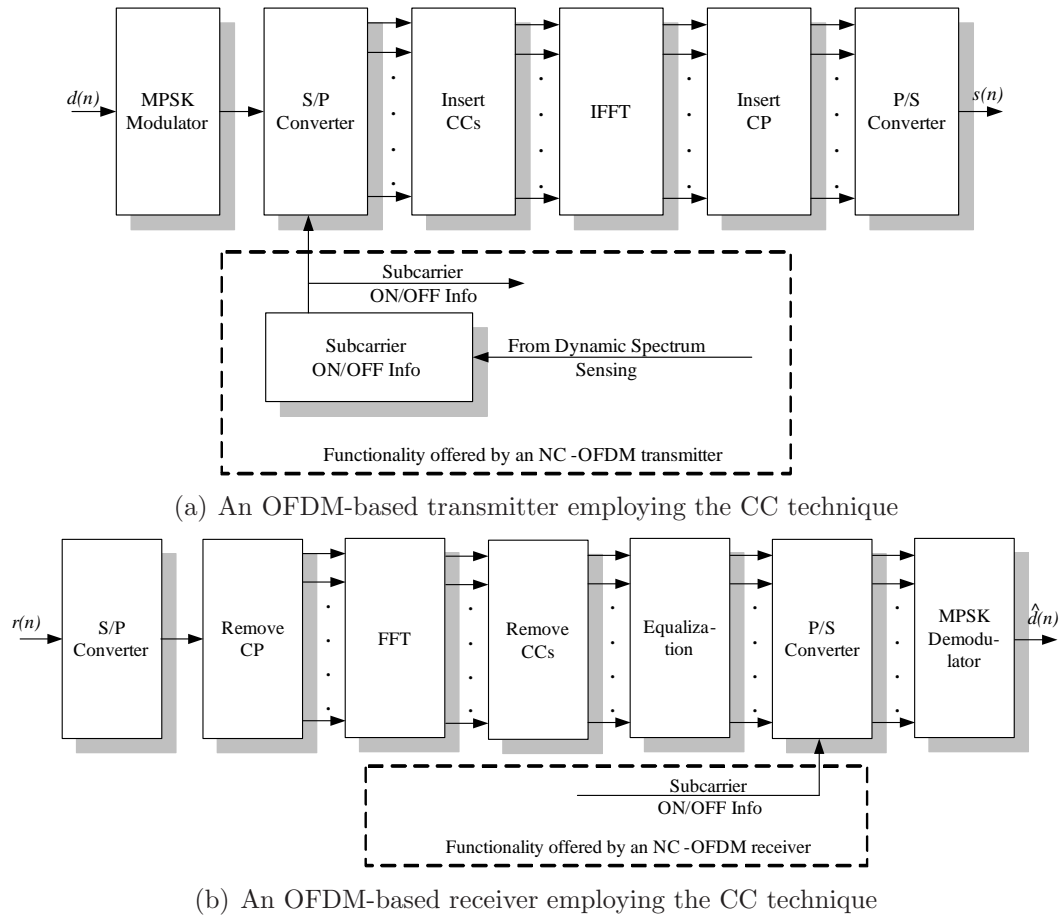 d(n)
MPSK
Modulator
S/P
Converter
Insert
CCs
IFFT
Insert
CP
P/S
Converter
s(n)
Subcarrier
ON/OFF Info
Subcarrier
ON/OFF Info
From Dynamic Spectrum
Sensing
Functionality offered by an NC -OFDM transmitter
(a) An OFDM-based transmitter employing the CC technique
r(n)
S/P
Converter
Remove
CP
FFT
Remove
CCs
Equaliza-
tion
P/S
Converter
MPSK
Demodu-
lator
d̂(n)
Subcarrier
ON/OFF Info
Functionality offered by an NC -OFDM receiver
(b) An OFDM-based receiver employing the CC technique